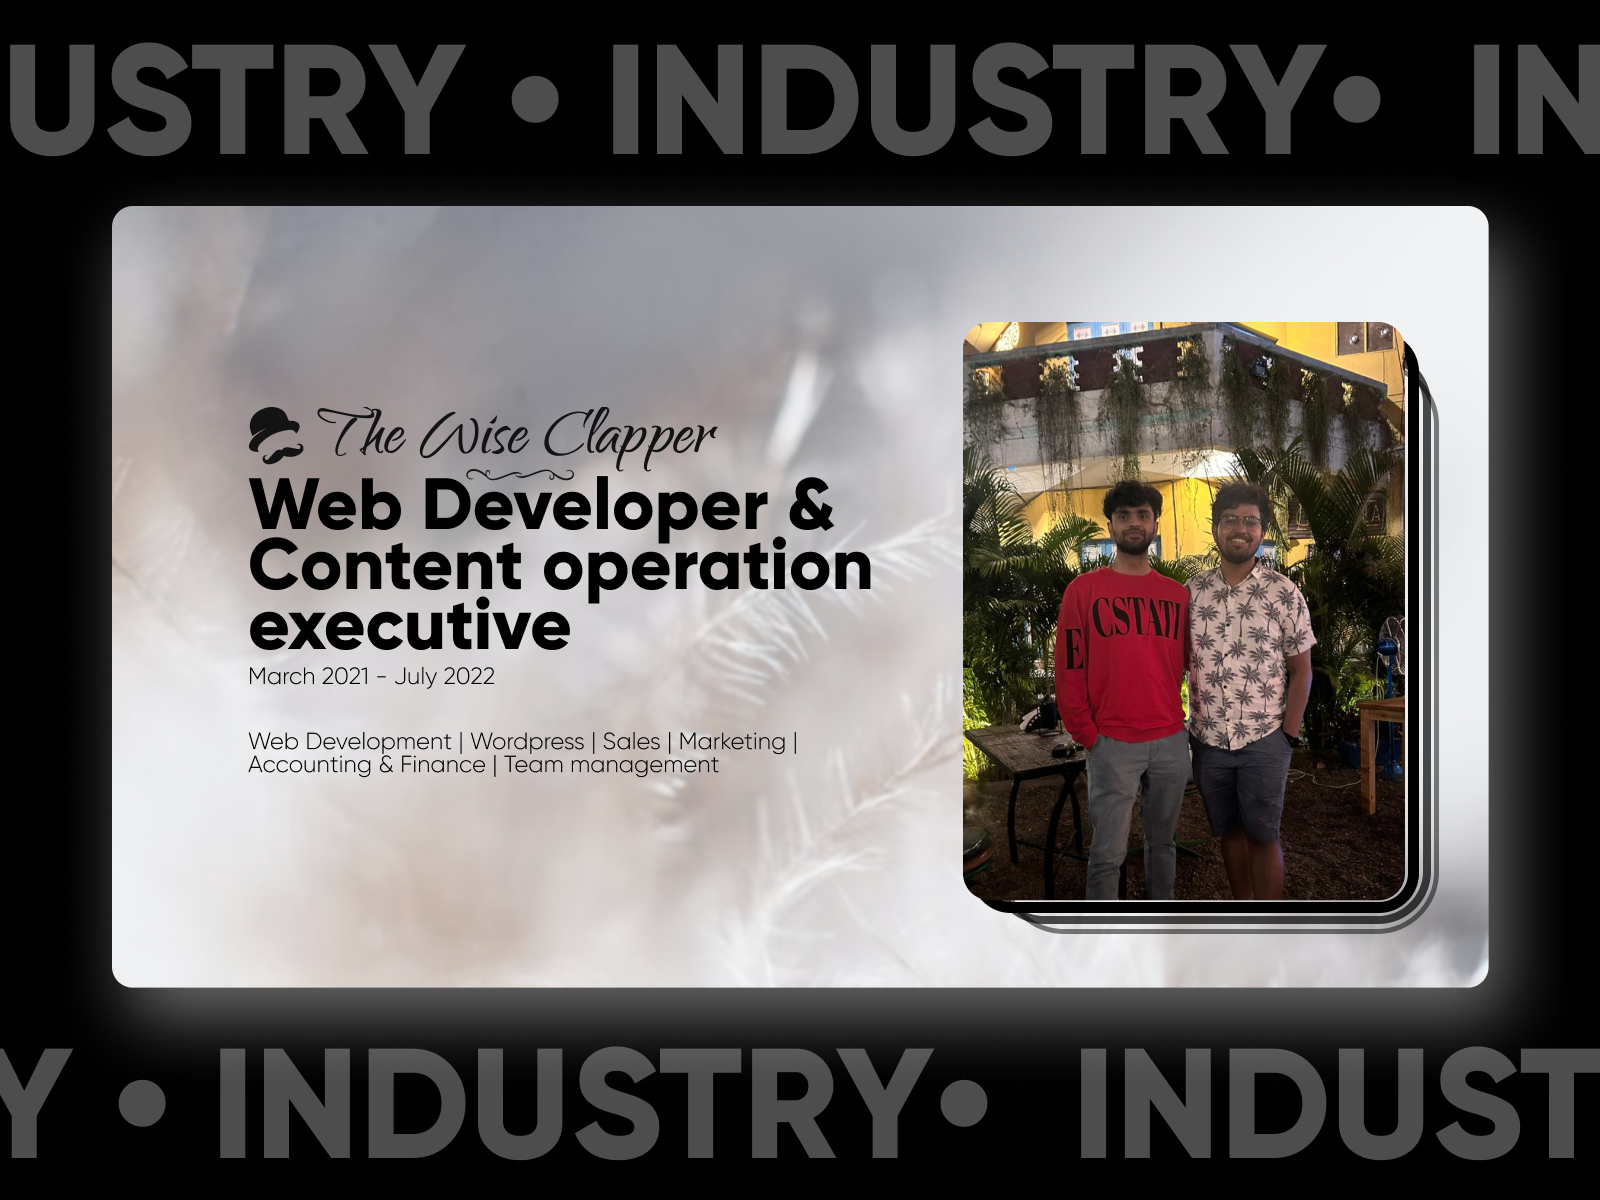 USTRY • INDUSTRY• IN
The Wise Clapper
Web Developer &
Content operation
executive
March 2021 - July 2022
Web Development | Wordpress | Sales | Marketing |
Accounting & Finance | Team management
E CSTATI
Y • INDUSTRY• INDUST